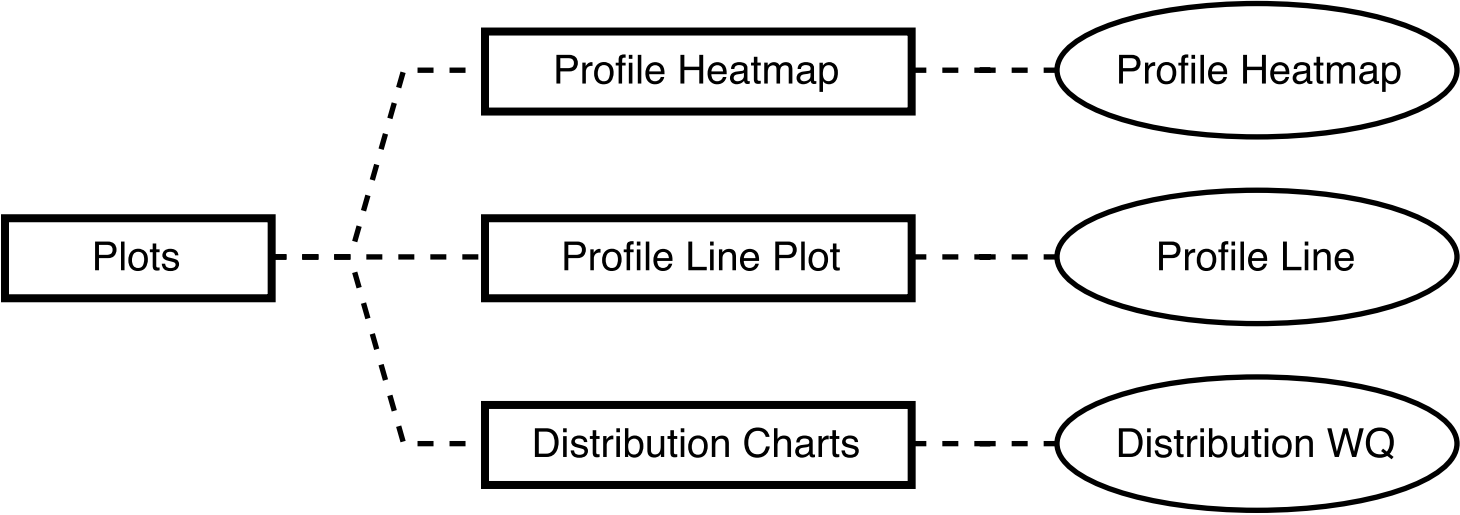 Profile Heatmap
Profile Heatmap
Plots
Profile Line Plot
Profile Line
Distribution Charts
Distribution WQ